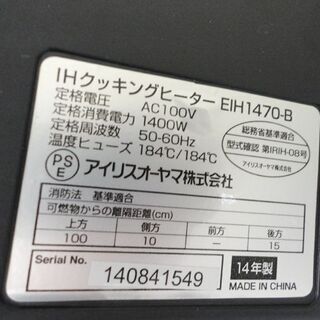 IHクッキングヒーター EIH1470-B
定格電圧 AC100V
定格消費電力 1400W
定格周波数 50-60Hz
温度ヒューズ 184℃/184℃
総務省基準適合
型式確認 第IRIH-08号
アイリスオーヤマ株式会社
PSE アイリスオーヤマ株式会社
消防法 基準適合
可燃物からの離隔距離(cm)
上方 側方 前方 後方
100 10 — 15
Serial No. 140841549
14年製
MADE IN CHINA